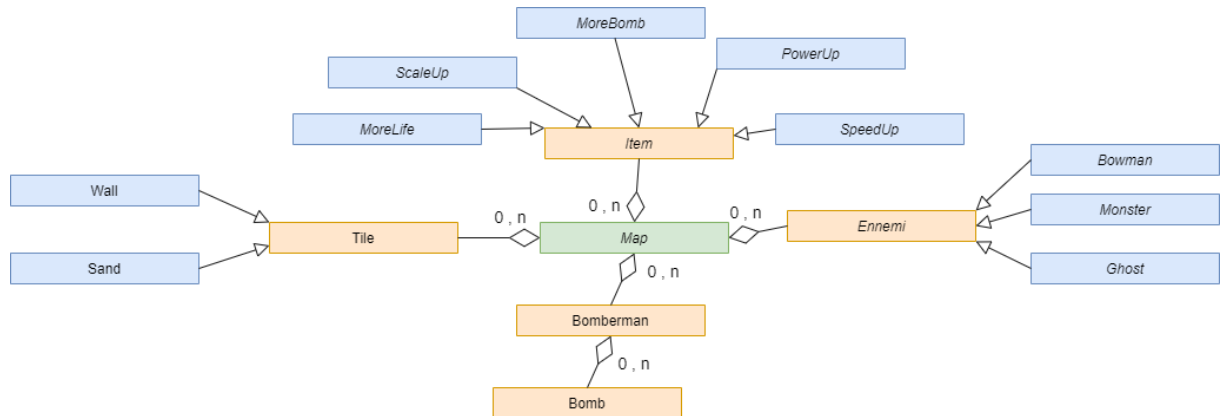 MoreBomb
PowerUp
ScaleUp
MoreLife
SpeedUp
Item
Bowman
Wall
Monster
0 , n
0 , n
0 , n
Ennemi
Tile
Map
Sand
Ghost
0 , n
Bomberman
0 , n
Bomb